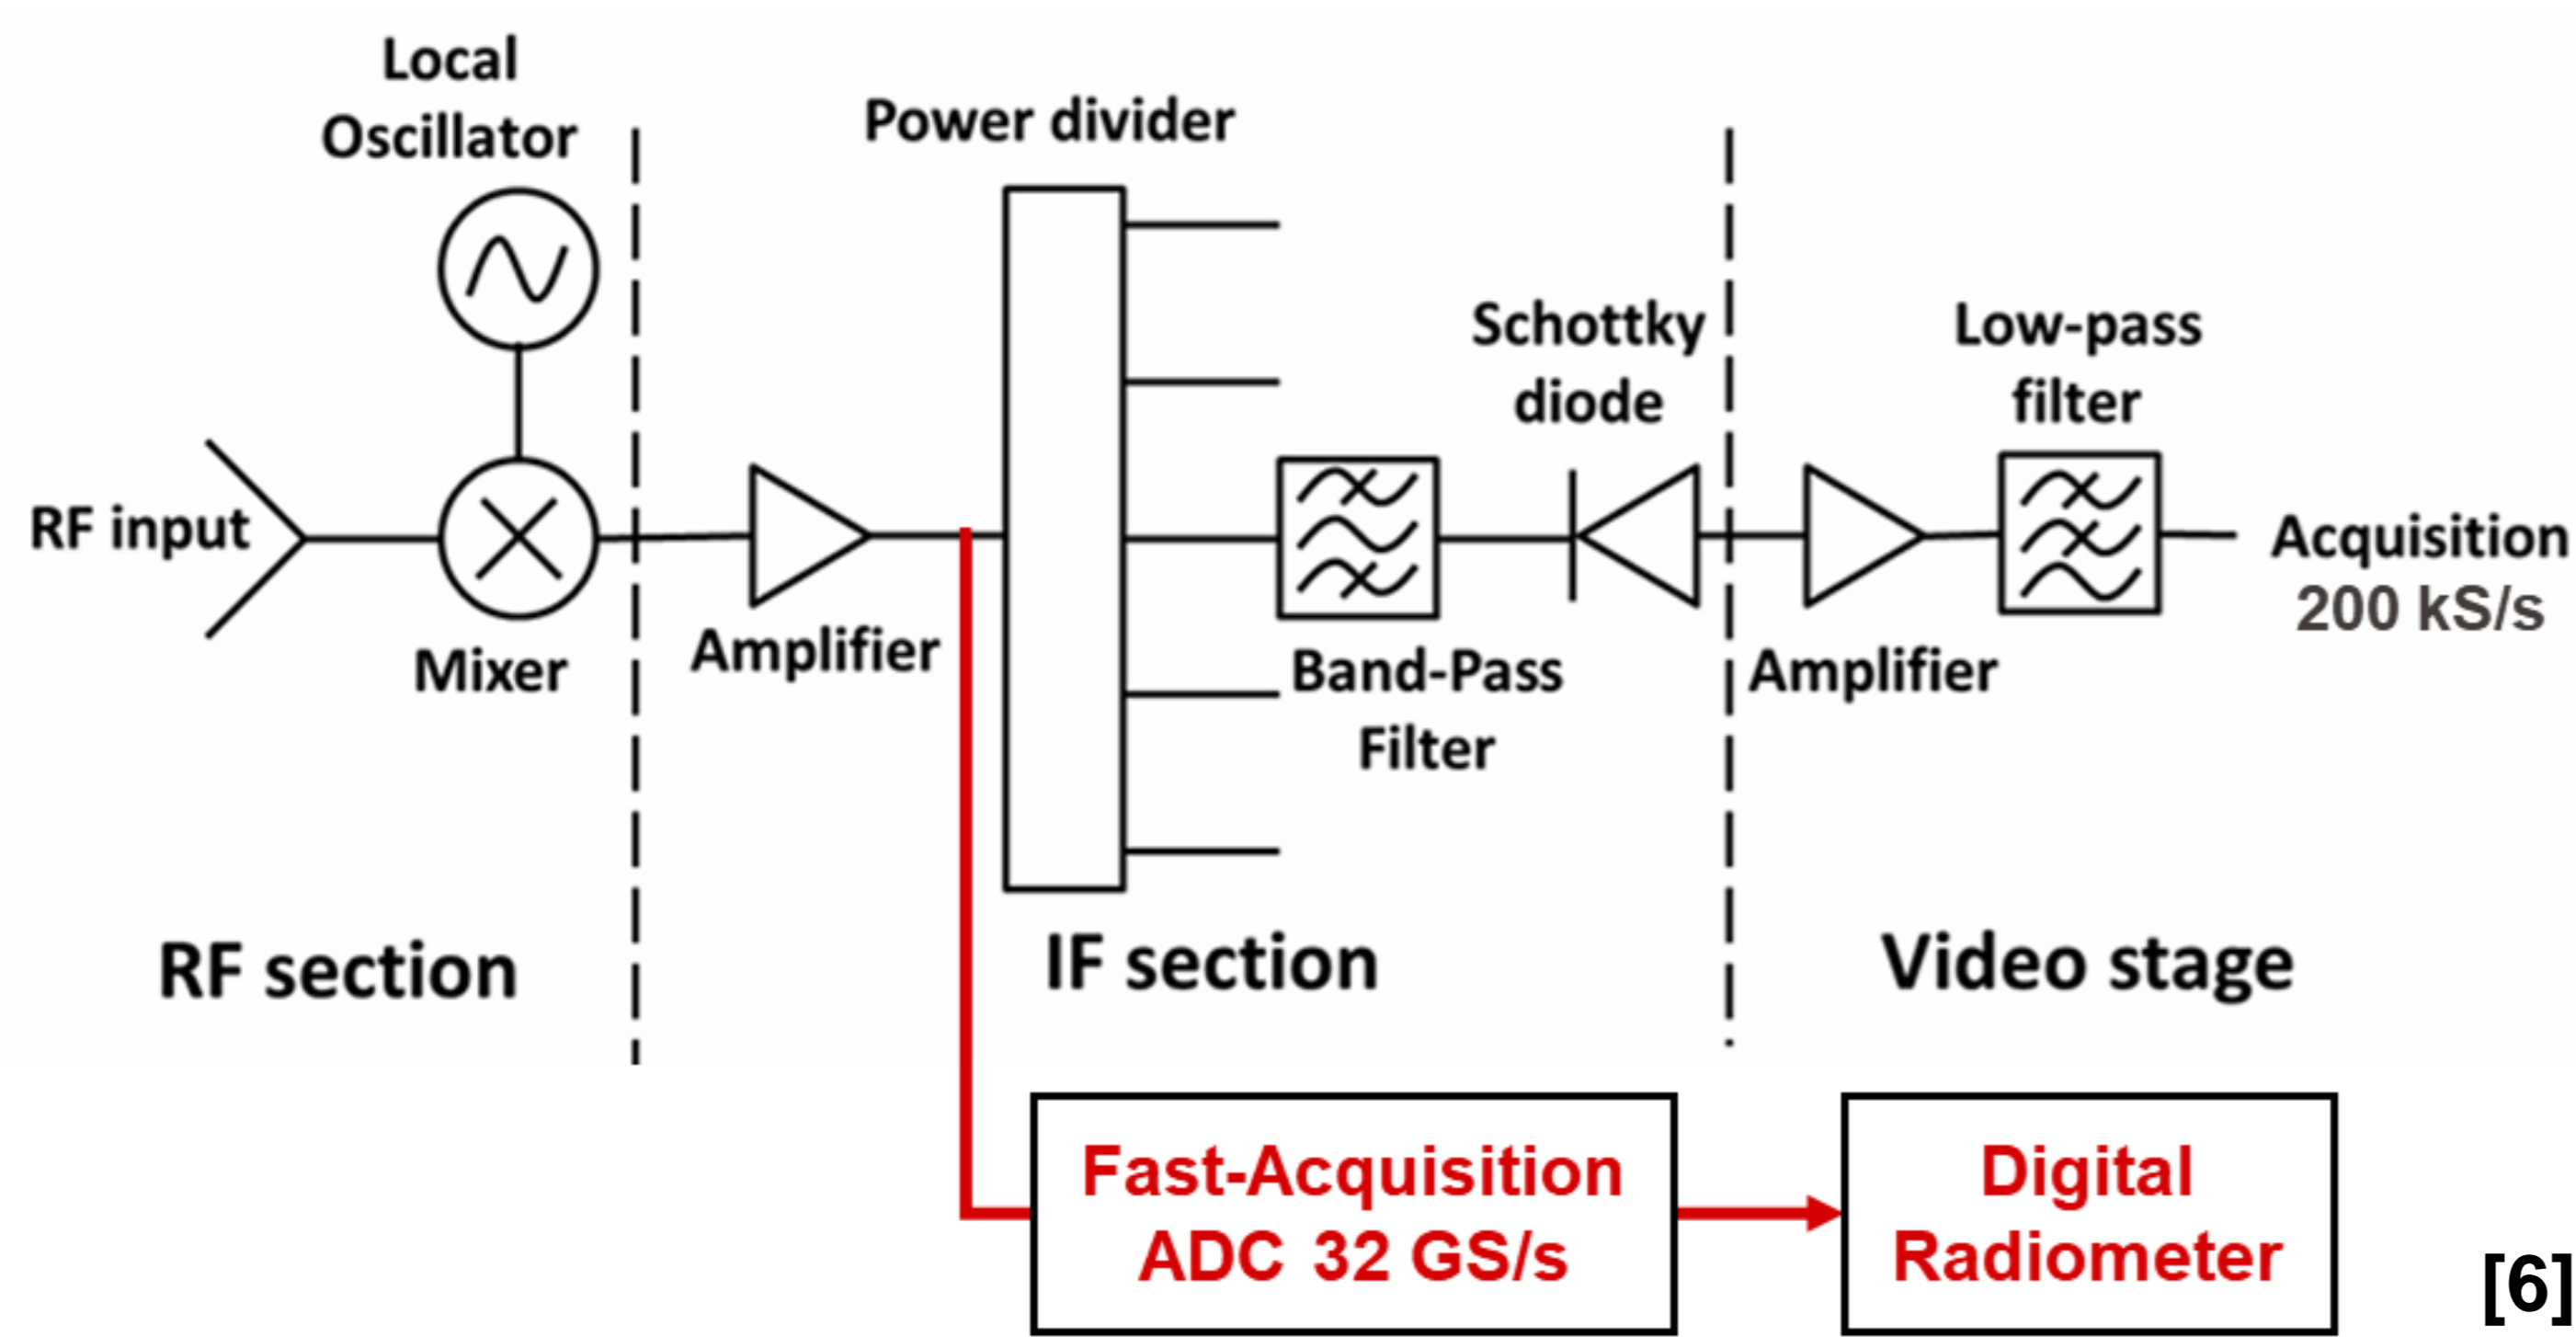 Local
Oscillator
Power divider
Schottky
diode
Low-pass
filter
RF input
Acquisition
200 kS/s
Mixer
Amplifier
Band-Pass
Filter
Amplifier
RF section
IF section
Video stage
Fast-Acquisition
ADC 32 GS/s
Digital
Radiometer
[6]